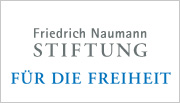 Friedrich Naumann
STIFTUNG
FÜR DIE FREIHEIT